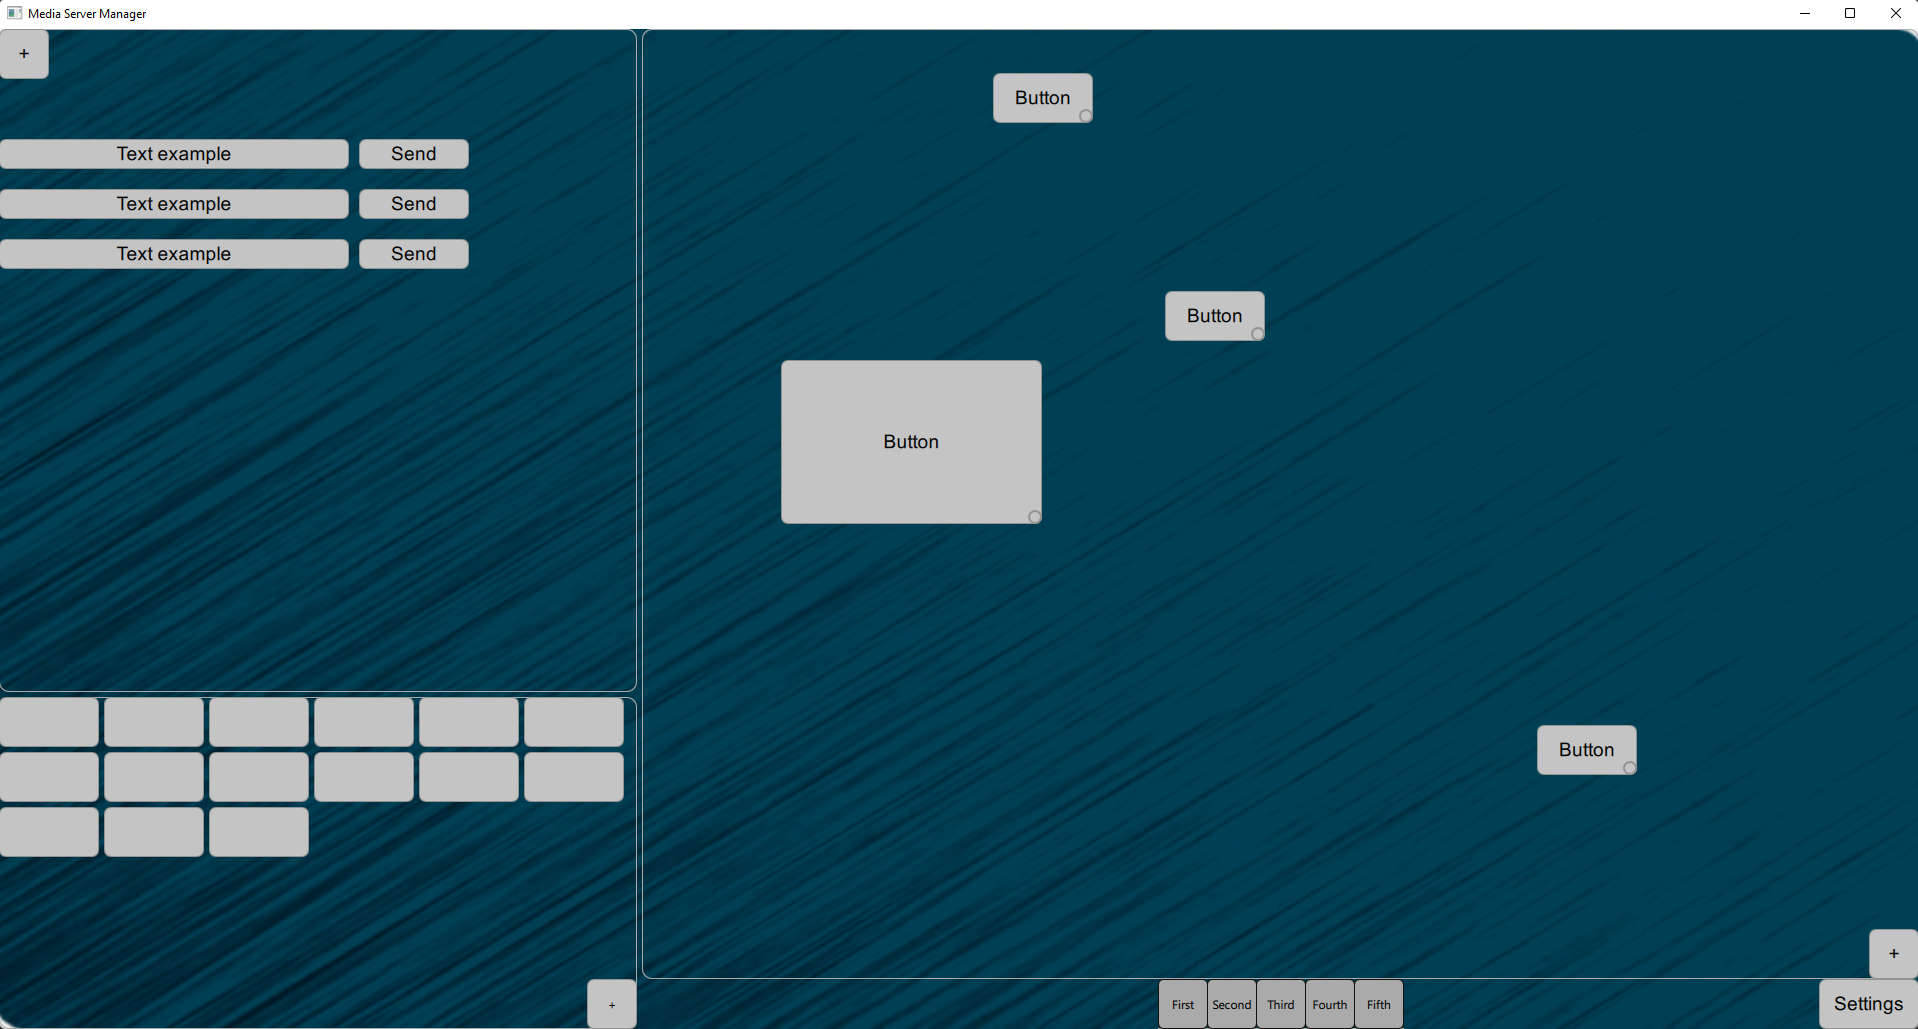 Media Server Manager
+
Text example Send
Text example Send
Text example Send
Button
Button
Button
Button
+
+
First Second Third Fourth Fifth
Settings